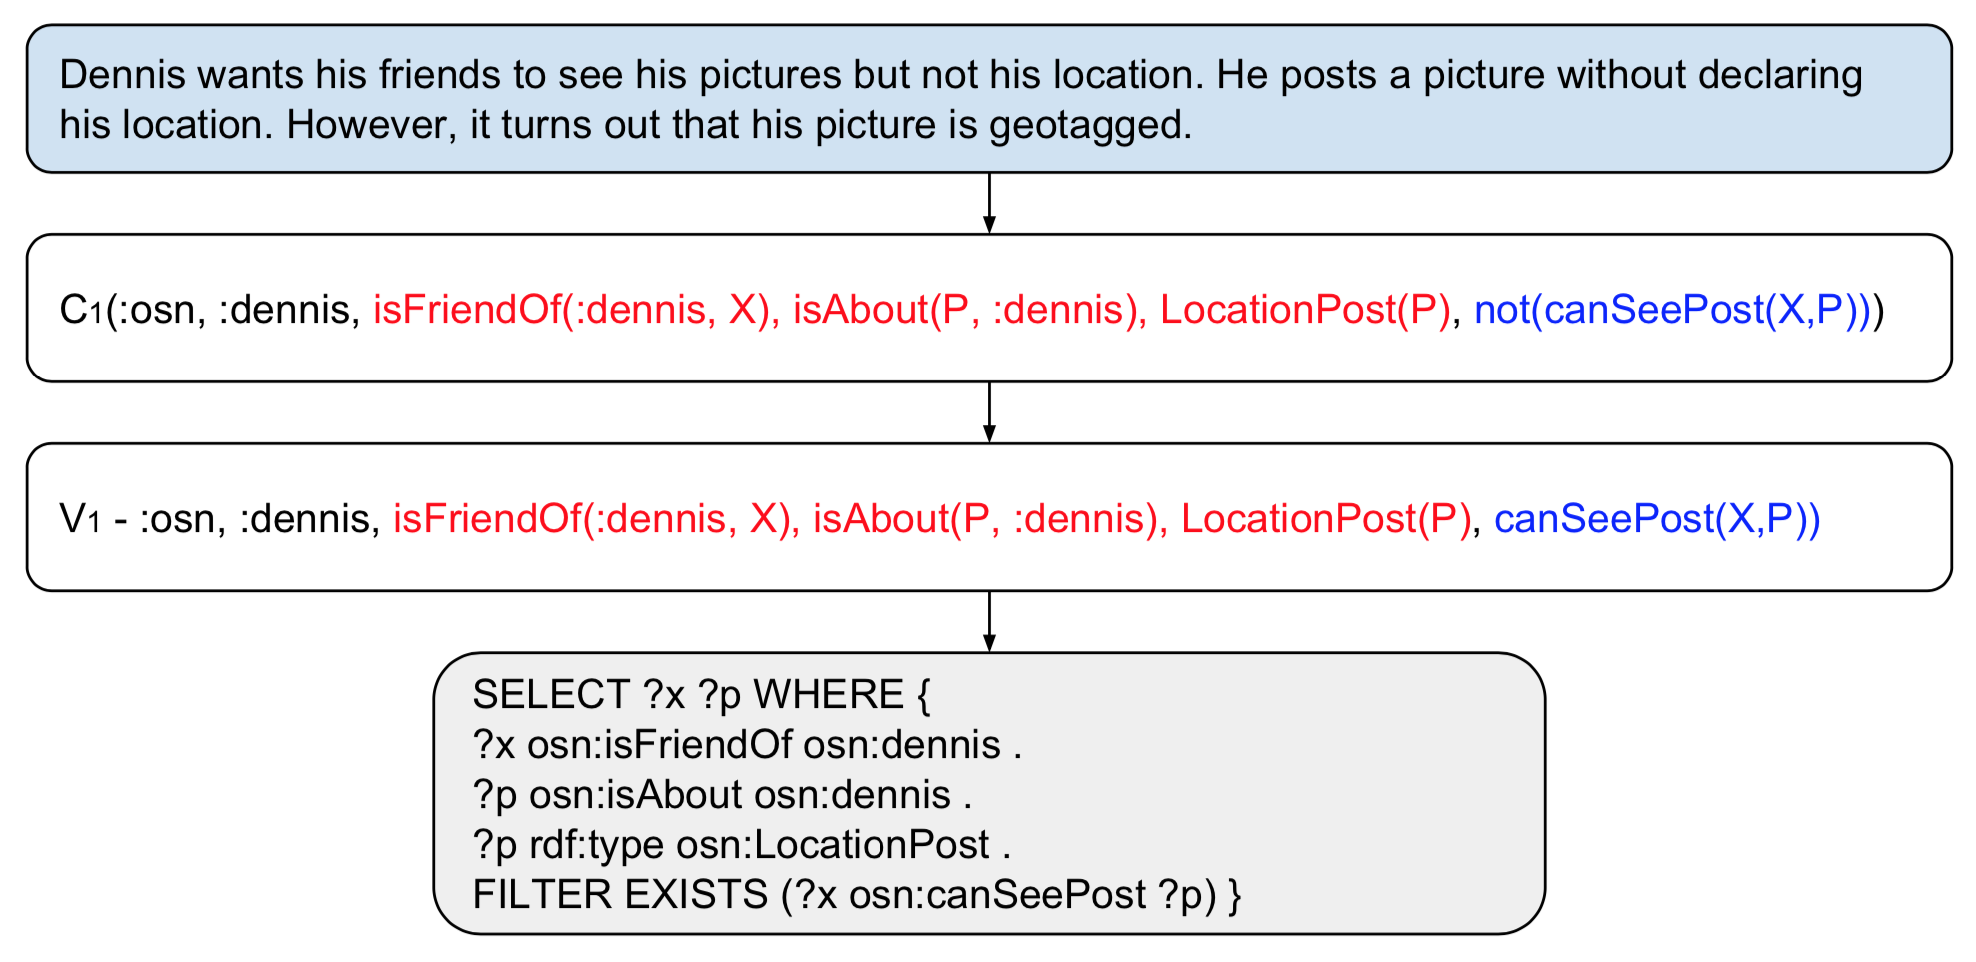 Dennis wants his friends to see his pictures but not his location. He posts a picture without declaring
his location. However, it turns out that his picture is geotagged.
C1(:osn, :dennis, isFriendOf(:dennis, X), isAbout(P, :dennis), LocationPost(P), not(canSeePost(X,P)))
V1 - :osn, :dennis, isFriendOf(:dennis, X), isAbout(P, :dennis), LocationPost(P), canSeePost(X,P))
SELECT ?x ?p WHERE {
?x osn:isFriendOf osn:dennis .
?p osn:isAbout osn:dennis .
?p rdf:type osn:LocationPost .
FILTER EXISTS (?x osn:canSeePost ?p) }